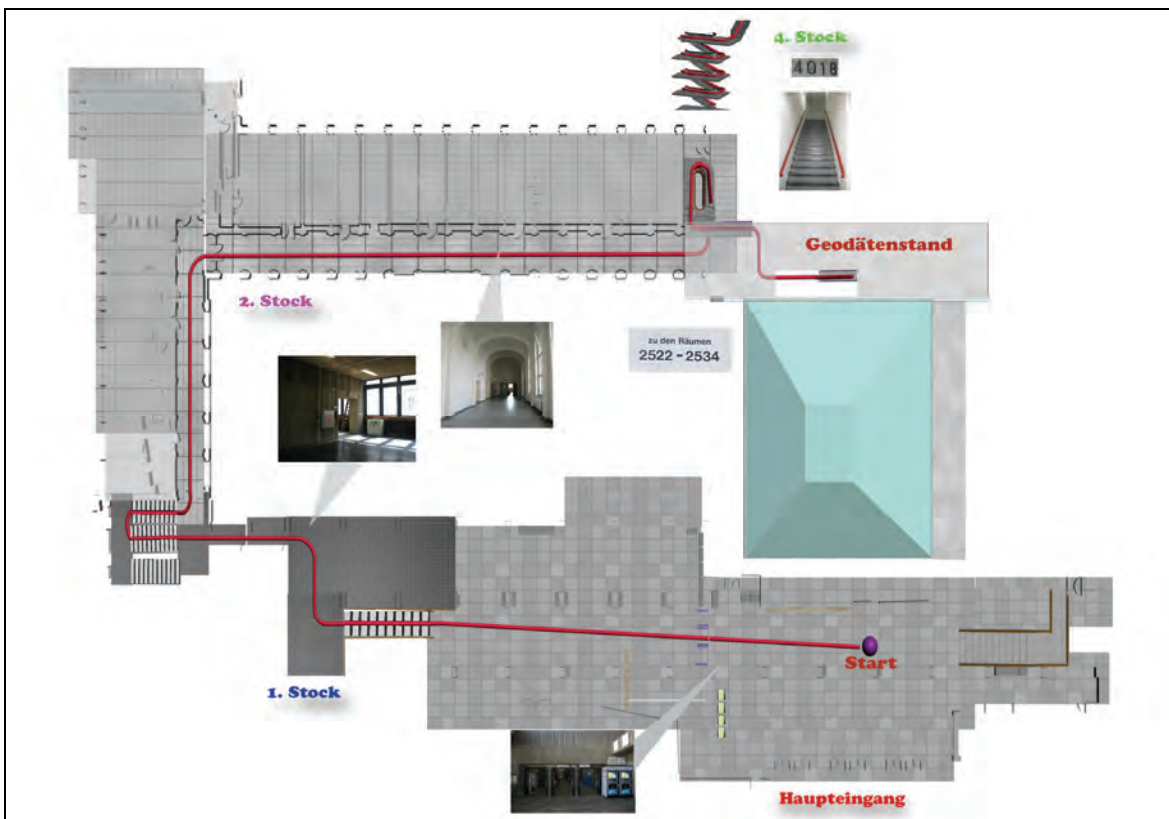 4. Stock
4018
Geodätenstand
2. Stock
zu den Räumen
2522 - 2534
Start
1. Stock
Haupteingang